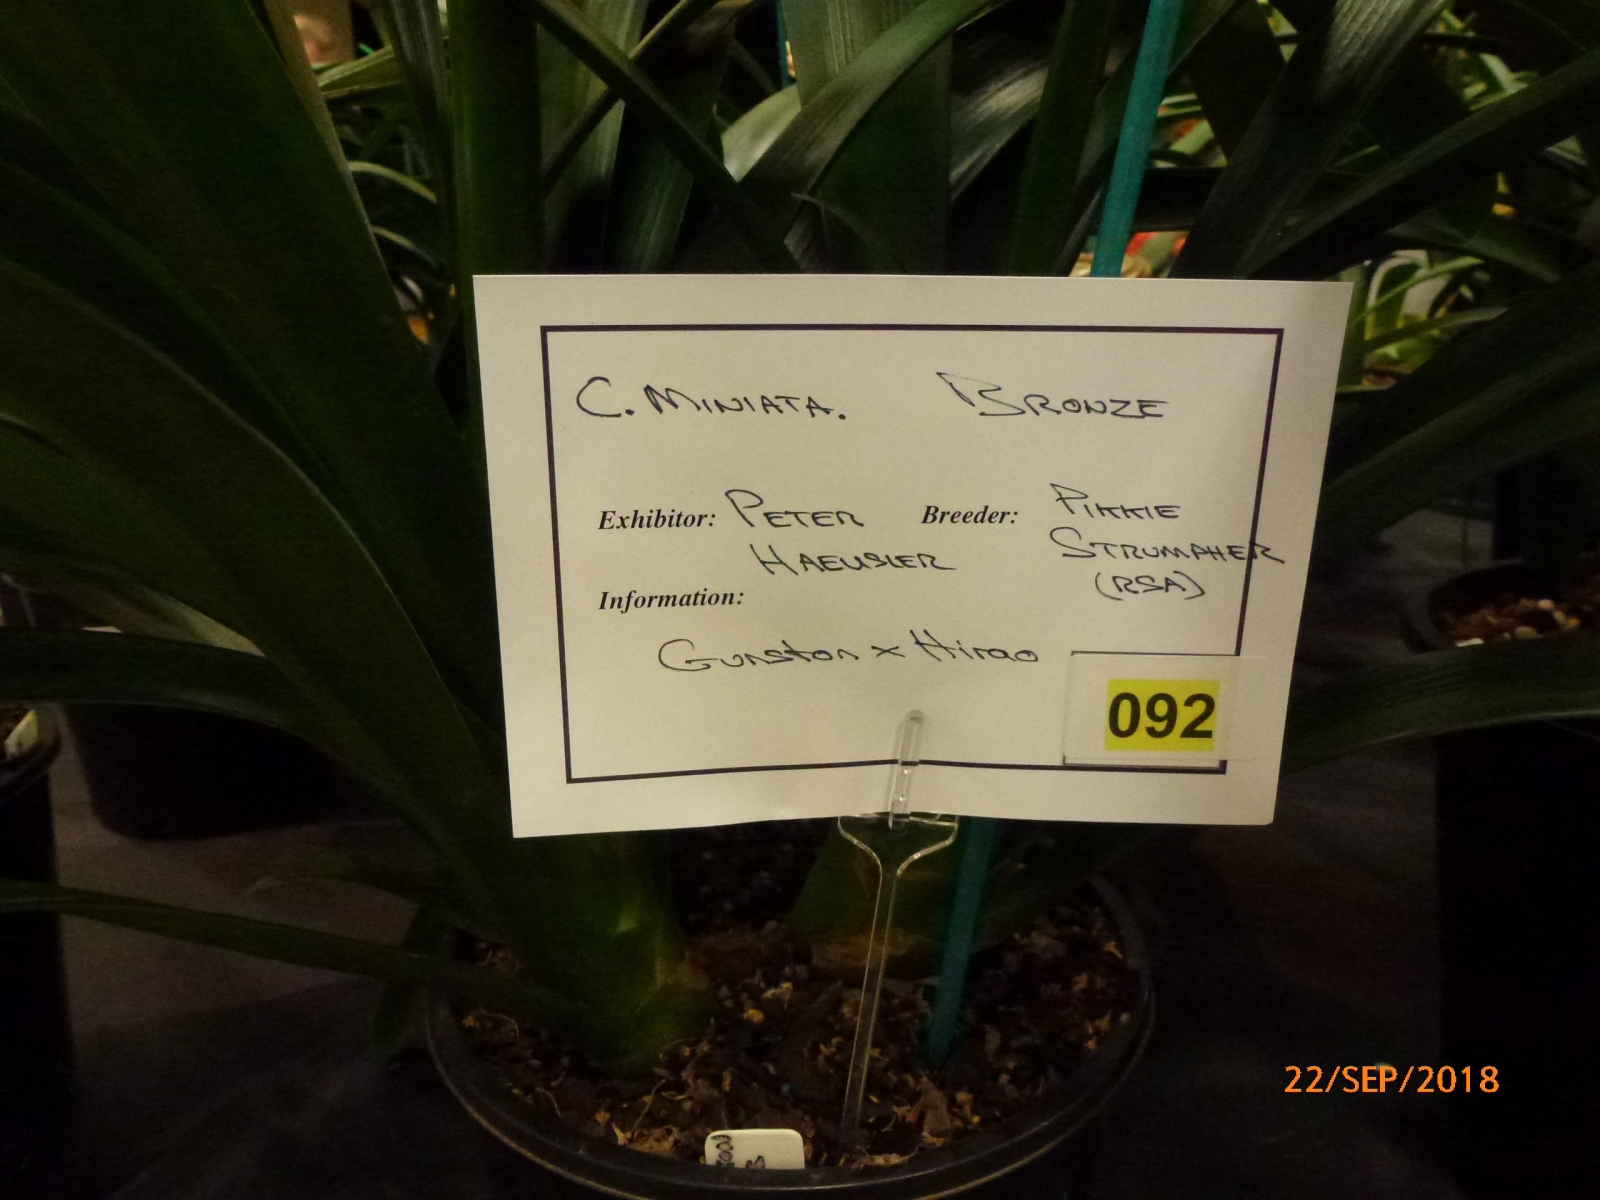 C. MINIATA. BRONZE
Exhibitor: PETER Breeder: PIKKIE
HAEUSLER STRUMPHER
(RSA)
Information:
Gunston x Hirao
092
22/SEP/2018